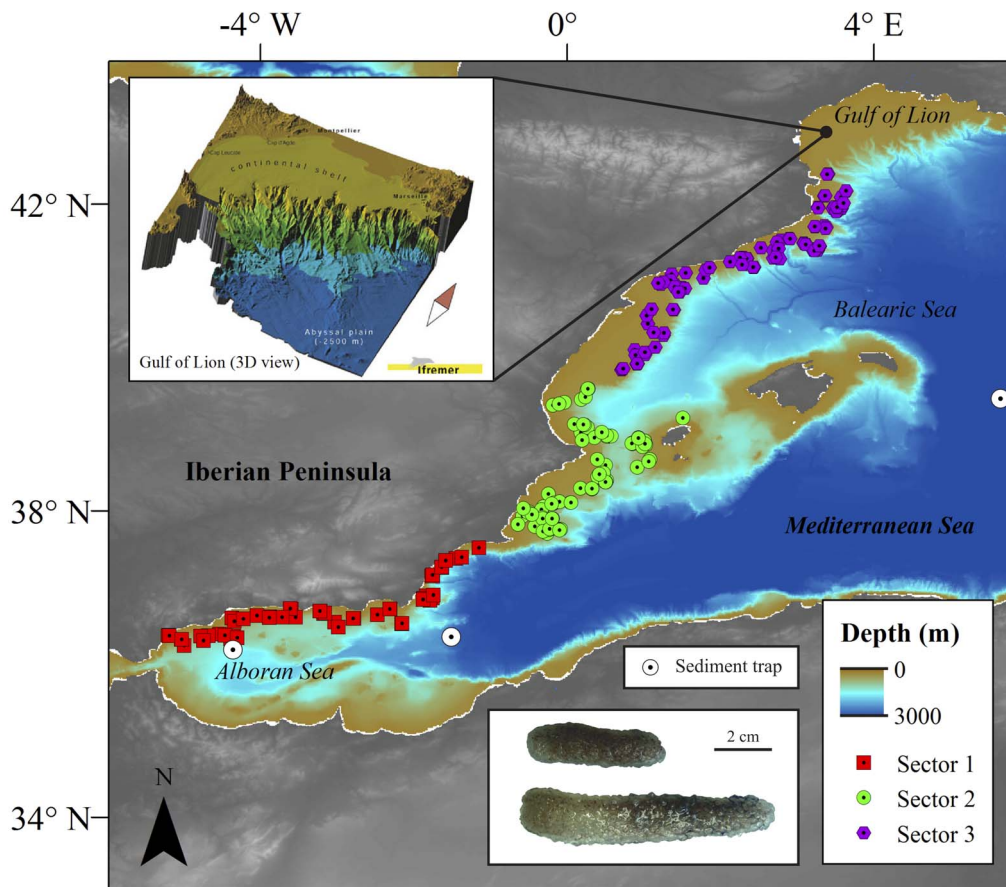 -4° W
0°
4° E
42° N
38° N
34° N
Montpellier
Cap d'Agde
Cap Leucate
continental shelf
Marseille
Abyssal plain
(-2500 m)
Gulf of Lion (3D view)
Ifremer
Gulf of Lion
Balearic Sea
Iberian Peninsula
Mediterranean Sea
Alboran Sea
Sediment trap
2 cm
N
Depth (m)
0
3000
Sector 1
Sector 2
Sector 3